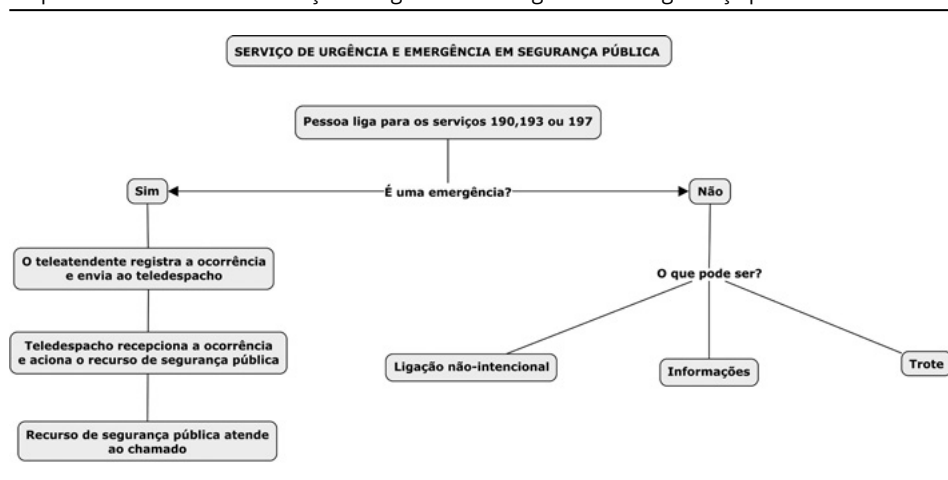 SERVIÇO DE URGÊNCIA E EMERGÊNCIA EM SEGURANÇA PÚBLICA
Pessoa liga para os serviços 190,193 ou 197
Sim
É uma emergência?
Não
O teleatendente registra a ocorrência
e envia ao teledespacho
O que pode ser?
Teledespacho recepciona a ocorrência
e aciona o recurso de segurança pública
Ligação não-intencional
Informações
Trote
Recurso de segurança pública atende
ao chamado